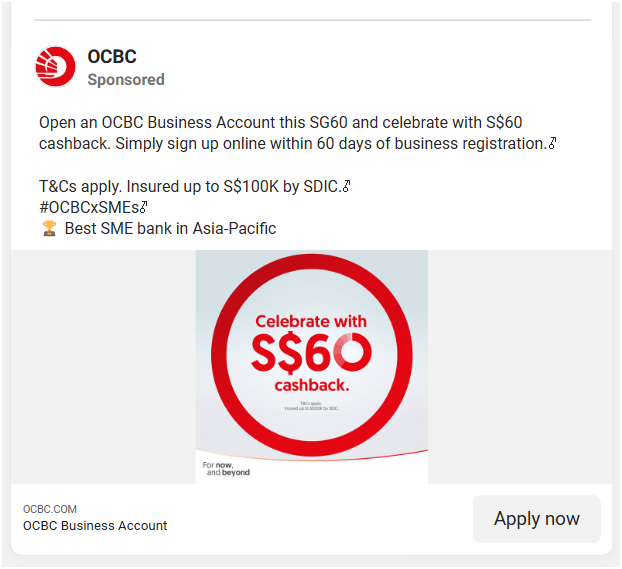 OCBC
Sponsored
Open an OCBC Business Account this SG60 and celebrate with S$60
cashback. Simply sign up online within 60 days of business registration.
T&Cs apply. Insured up to S$100K by SDIC.
#OCBCxSMEs
🏆 Best SME bank in Asia-Pacific
Celebrate with
S$60
cashback.
T&Cs apply.
Insured up to S$100K by SDIC.
For now,
and beyond
OCBC.COM
OCBC Business Account
Apply now